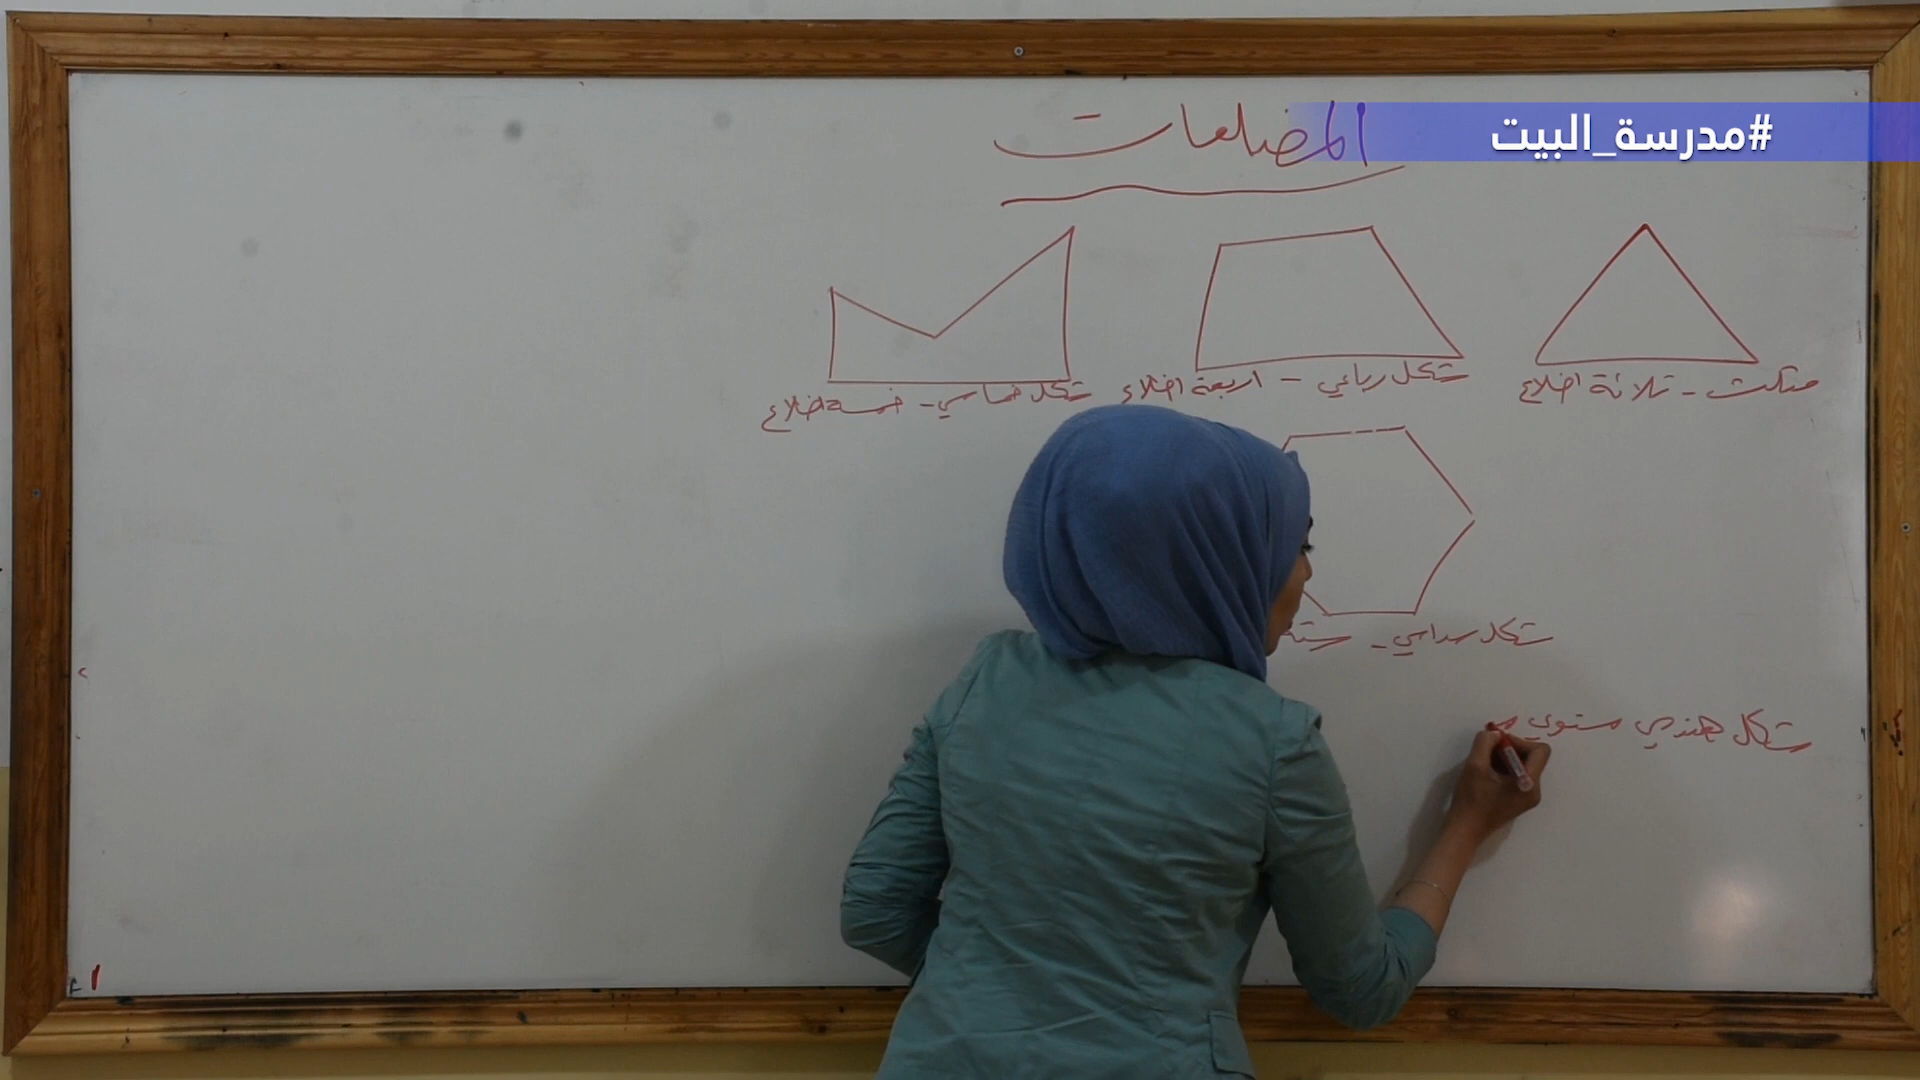 #مدرسة_البيت
المضلعات
مثلث - ثلاثة اضلاع
شكل رباعي - اربعة اضلاع
شكل خماسي - خمسة اضلاع
شكل سداسي - ستة
شكل هندسي مستوي